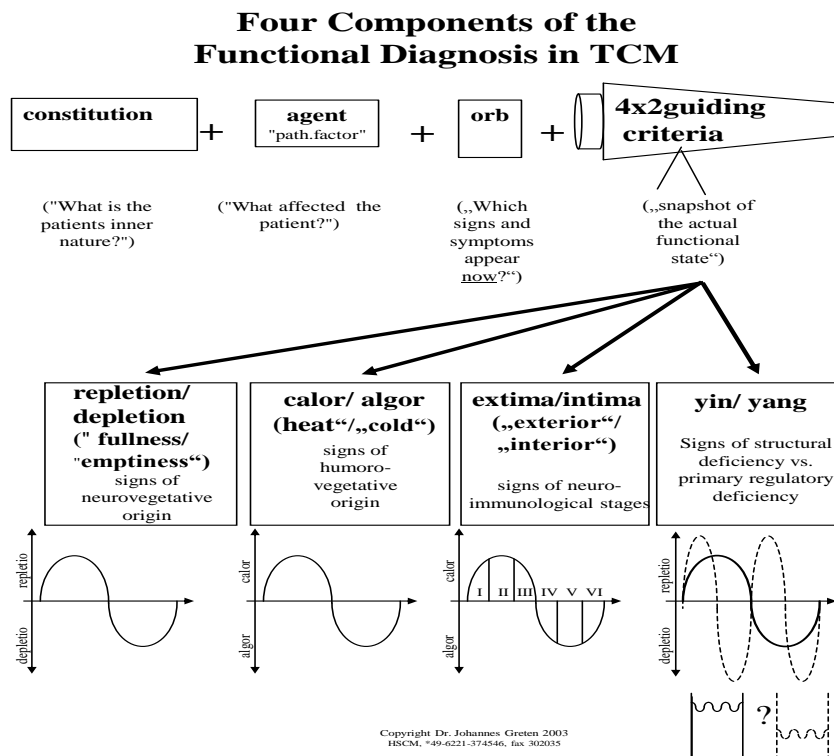 Four Components of the
Functional Diagnosis in TCM
constitution
+
agent
"path.factor"
+
orb
+
4x2guiding
criteria
("What is the
patients inner
nature?")
("What affected the
patient?")
(„Which
signs and
symptoms
appear
now?“)
(„snapshot of
the actual
functional
state“)
repletion/
depletion
(" fullness/
"emptiness“)
signs of
neurovegetative
origin
calor/ algor
(heat“/„cold“)
signs of
humoro-
vegetative
origin
extima/intima
(„exterior“/
„interior“)
signs of neuro-
immunological stages
yin/ yang
Signs of structural
deficiency vs.
primary regulatory
deficiency
repletio
depletio
calor
algor
calor
algor
I II III IV V VI
repletio
depletio
?
Copyright Dr. Johannes Greten 2003
HSCM, *49-6221-374546, fax 302035